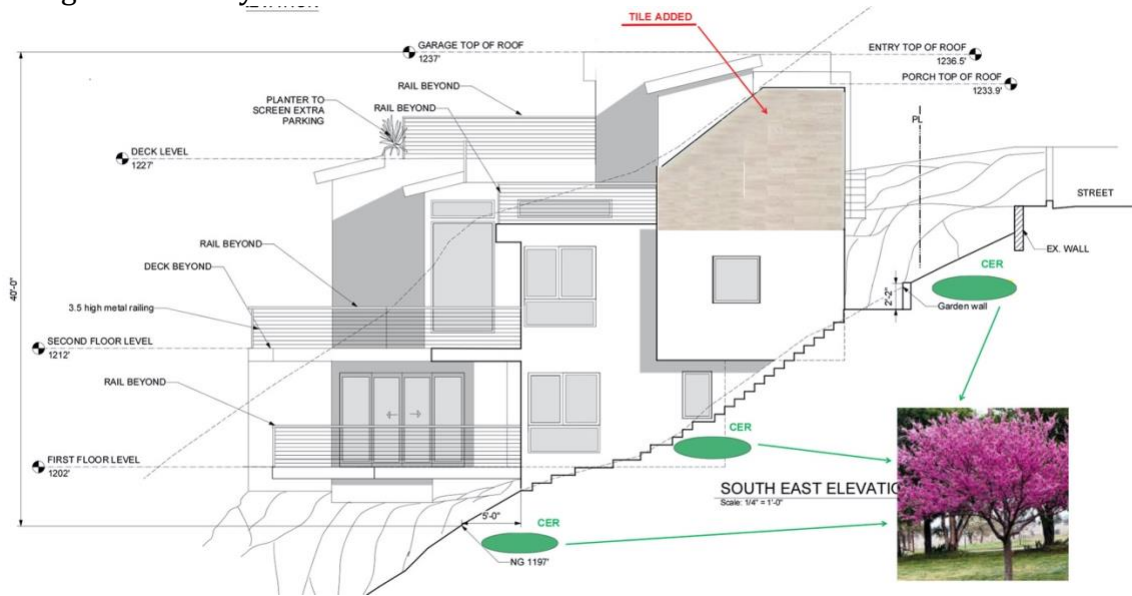 TILE ADDED
GARAGE TOP OF ROOF
1237'
ENTRY TOP OF ROOF
1236.5'
PORCH TOP OF ROOF
1233.9'
RAIL BEYOND
PLANTER TO
SCREEN EXTRA
PARKING
RAIL BEYOND
PL
DECK LEVEL
1227'
STREET
RAIL BEYOND
EX. WALL
DECK BEYOND
CER
40'-0"
3.5 high metal railing
2'-2"
Garden wall
SECOND FLOOR LEVEL
1212'
RAIL BEYOND
CER
FIRST FLOOR LEVEL
1202'
SOUTH EAST ELEVATIO
Scale: 1/4" = 1'-0"
5'-0"
CER
NG 1197'